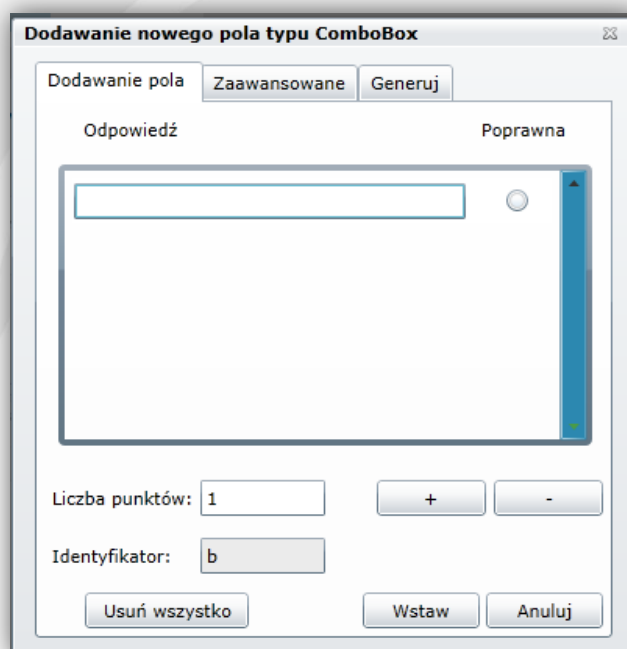 Dodawanie nowego pola typu ComboBox
Dodawanie pola Zaawansowane Generuj
Odpowiedź Poprawna
Liczba punktów: 1 + -
Identyfikator: b
Usuń wszystko Wstaw Anuluj